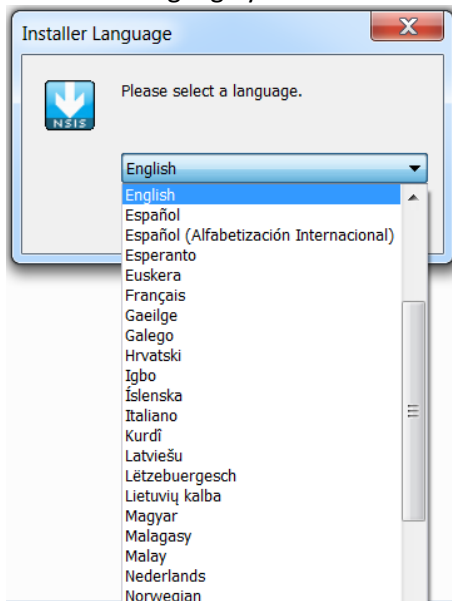 Installer Language
X
Please select a language.
NSIS
English
English
Español
Español (Alfabetización Internacional)
Esperanto
Euskera
Français
Gaeilge
Galego
Hrvatski
Igbo
Íslenska
Italiano
Kurdî
Latviešu
Lëtzebuergesch
Lietuvių kalba
Magyar
Malagasy
Malay
Nederlands
Norwegian